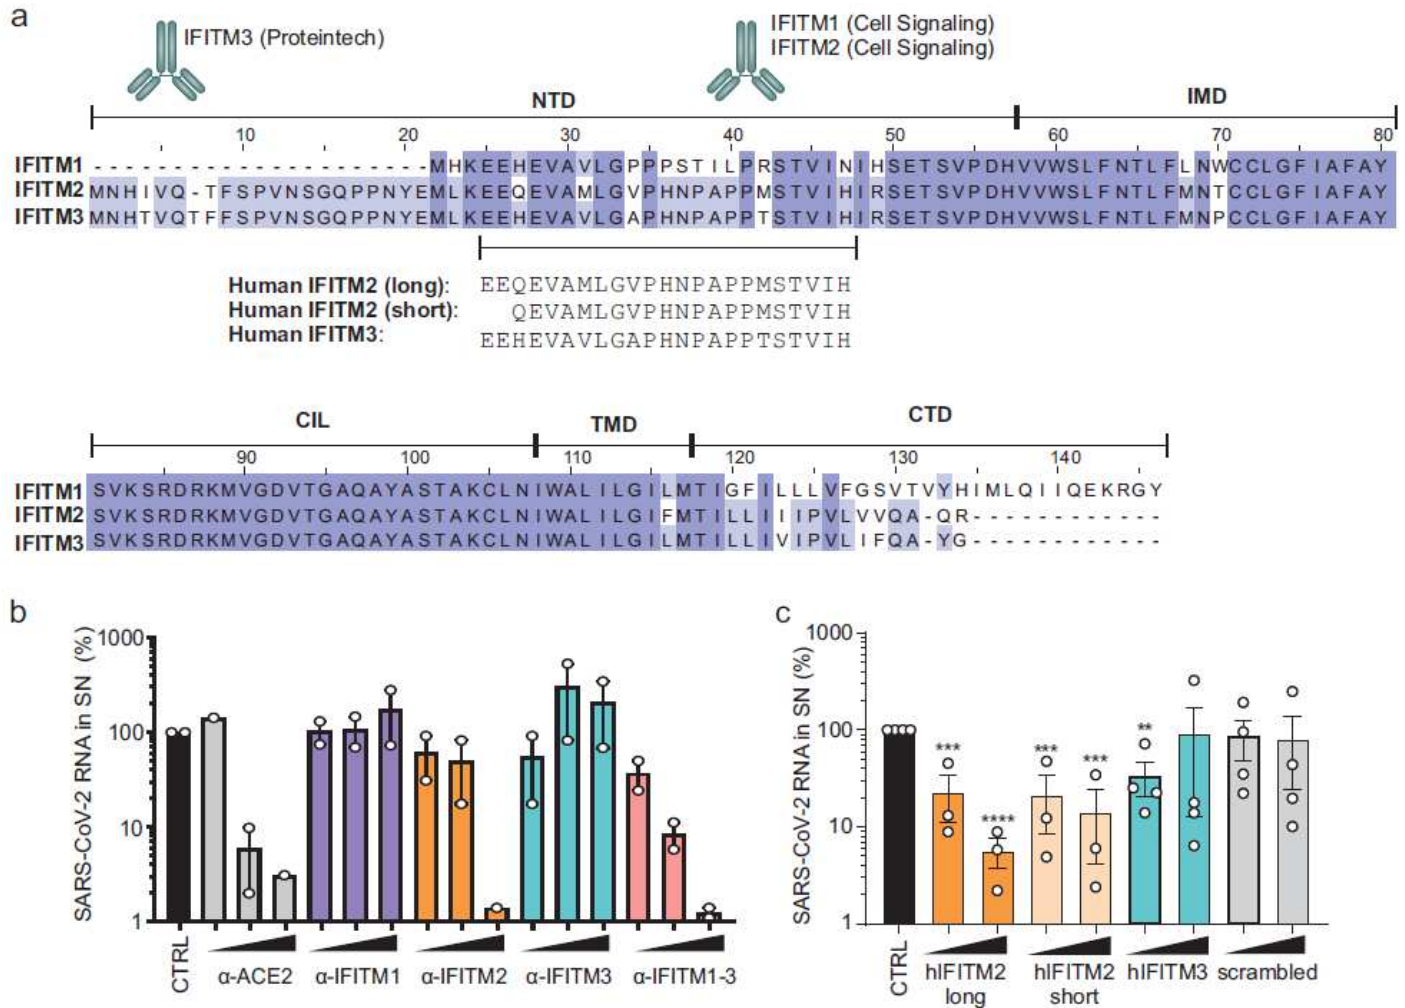 a
IFITM3 (Proteintech)
IFITM1 (Cell Signaling)
IFITM2 (Cell Signaling)
NTD
IMD
10 20 30 40 50 60 70 80
IFITM1 - - - - - - - - - - - - - - - - - - - - - MHKEEHEVAVLGPPPSTILPRSTVINIHSETSVPDHVVWSLFNTLFLNWCCLGFIAFAY
IFITM2 MNHIVQ-TFSPVNSGQPPNYEMLKEEQEVAMLGVPHNPAPPMSTVIHIRSETSVPDHVVWSLFNTLFMNTCCLGFIAFAY
IFITM3 MNHTVQTFFSPVNSGQPPNYEMLKEEHEVAVLGAPHNPAPPTSTVIHIRSETSVPDHVVWSLFNTLFMNPCCLGFIAFAY
Human IFITM2 (long): EEQEVAMLGVPHNPAPPMSTVIH
Human IFITM2 (short): QEVAMLGVPHNPAPPMSTVIH
Human IFITM3: EEHEVAVLGAPHNPAPPTSTVIH
CIL
TMD
CTD
90 100 110 120 130 140
IFITM1 SVKSRDRKMVGDVTGAQAYASTAKCLNIWALILGILMTIGFILLLVFGSVTVYHIMLQIIQEKRGY
IFITM2 SVKSRDRKMVGDVTGAQAYASTAKCLNIWALILGIFMTILLIIIPVLVVQA-QR- - - - - - - - - - - -
IFITM3 SVKSRDRKMVGDVTGAQAYASTAKCLNIWALILGILMTILLIVIPVLIFQA-YG- - - - - - - - - - - -
b
SARS-CoV-2 RNA in SN (%)
1000
100
10
1
CTRL
α-ACE2 α-IFITM1 α-IFITM2 α-IFITM3 α-IFITM1-3
c
SARS-CoV-2 RNA in SN (%)
1000
100
10
1
*** **** *** *** **
CTRL
hIFITM2 hIFITM2 hIFITM3 scrambled
long short